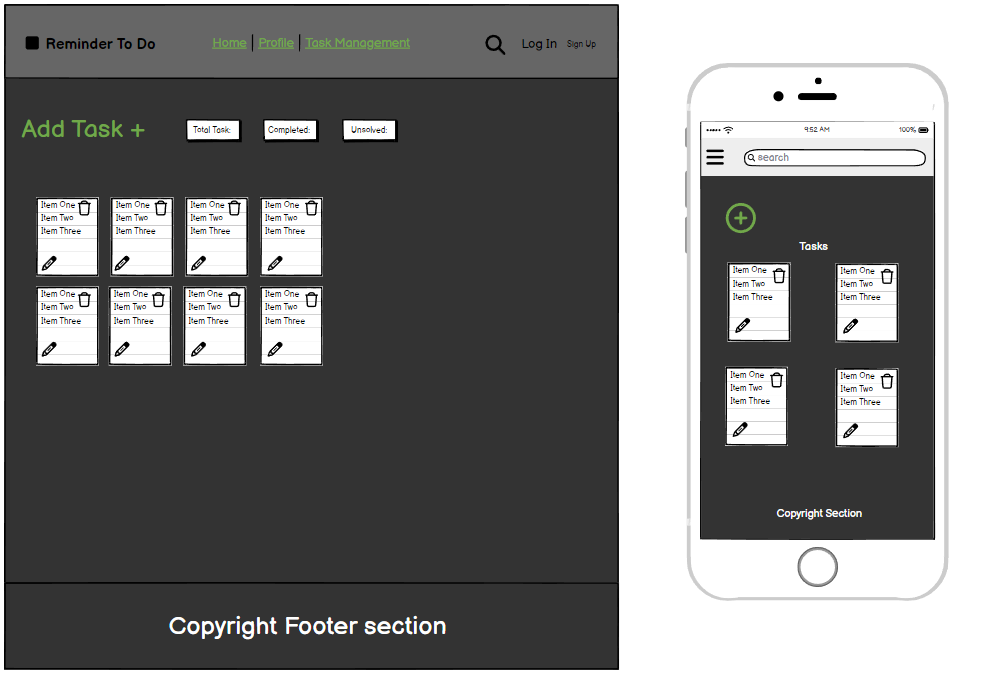 Reminder To Do
Home | Profile | Task Management
Log In Sign Up
Add Task +
Total Task:
Completed:
Unsolved:
Item One
Item Two
Item Three
Item One
Item Two
Item Three
Item One
Item Two
Item Three
Item One
Item Two
Item Three
Item One
Item Two
Item Three
Item One
Item Two
Item Three
Item One
Item Two
Item Three
Item One
Item Two
Item Three
Copyright Footer section
9:52 AM
100%
search
Tasks
Item One
Item Two
Item Three
Item One
Item Two
Item Three
Item One
Item Two
Item Three
Item One
Item Two
Item Three
Copyright Section